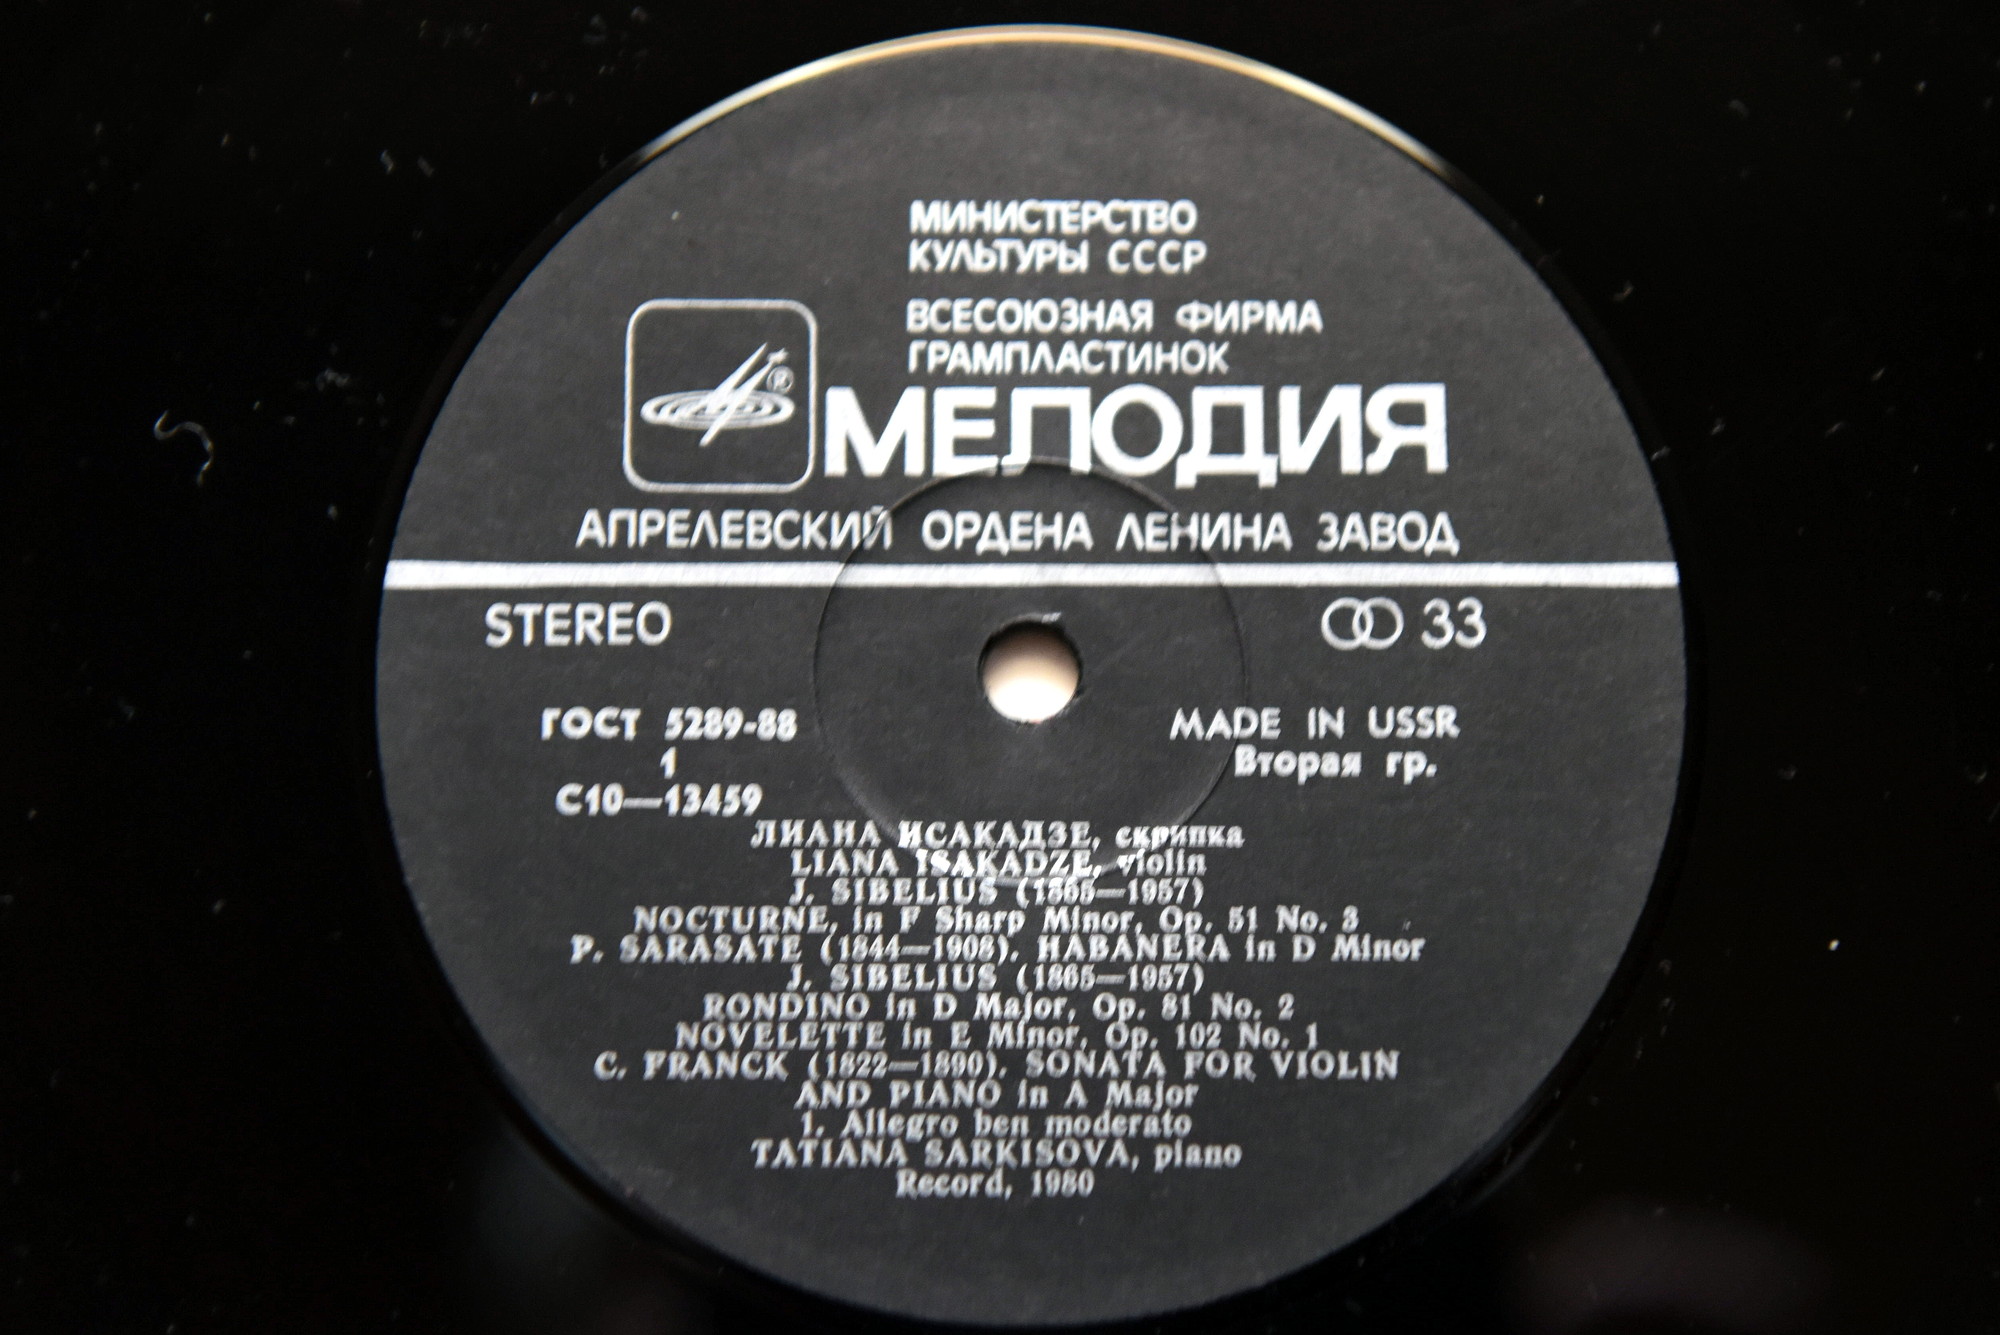 МИНИСТЕРСТВО
КУЛЬТУРЫ СССР
ВСЕСОЮЗНАЯ ФИРМА
ГРАМПЛАСТИНОК
®
МЕЛОДИЯ
АПРЕЛЕВСКИЙ ОРДЕНА ЛЕНИНА ЗАВОД
STEREO
33
ГОСТ 5289-88
MADE IN USSR
1
Вторая гр.
С10—13459
ЛИАНА ИСАКАДЗЕ, скрипка
LIANA ISAKADZE, violin
J. SIBELIUS (1865—1957)
NOCTURNE, in F Sharp Minor, Op. 51 No. 3
P. SARASATE (1844—1908). HABANERA in D Minor
J. SIBELIUS (1865—1957)
RONDINO in D Major, Op. 81 No. 2
NOVELETTE in E Minor, Op. 102 No. 1
C. FRANCK (1822—1890). SONATA FOR VIOLIN
AND PIANO in A Major
1. Allegro ben moderato
TATIANA SARKISOVA, piano
Record, 1980